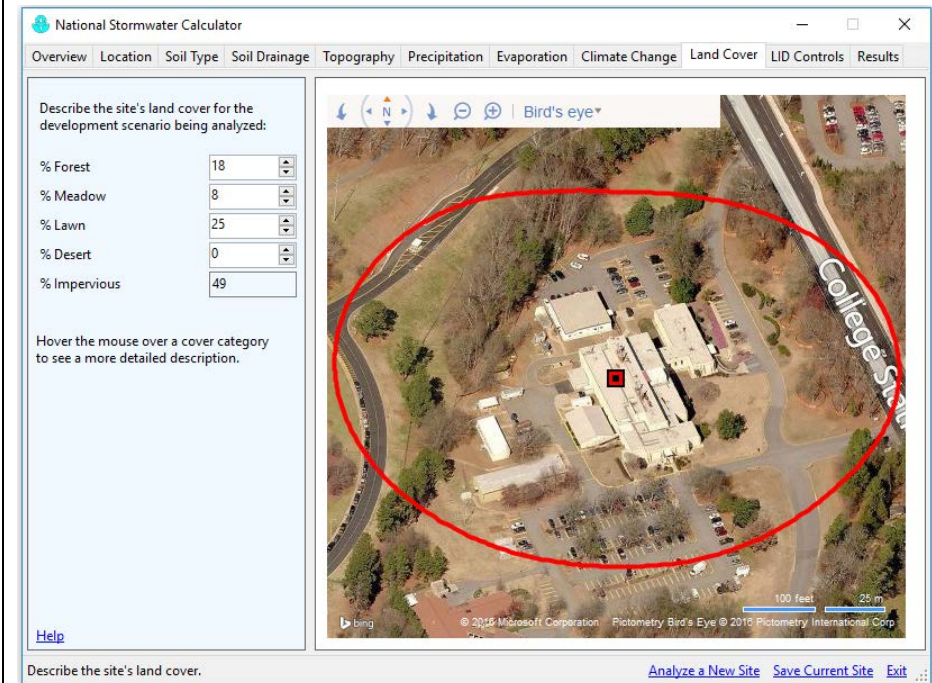 National Stormwater Calculator
Overview Location Soil Type Soil Drainage Topography Precipitation Evaporation Climate Change Land Cover LID Controls Results
Describe the site's land cover for the
development scenario being analyzed:
% Forest 18
% Meadow 8
% Lawn 25
% Desert 0
% Impervious 49
Hover the mouse over a cover category
to see a more detailed description.
Help
N | Bird's eye
College Stati
100 feet 25 m
bing © 2016 Microsoft Corporation Pictometry Bird's Eye © 2016 Pictometry International Corp
Describe the site's land cover. Analyze a New Site Save Current Site Exit